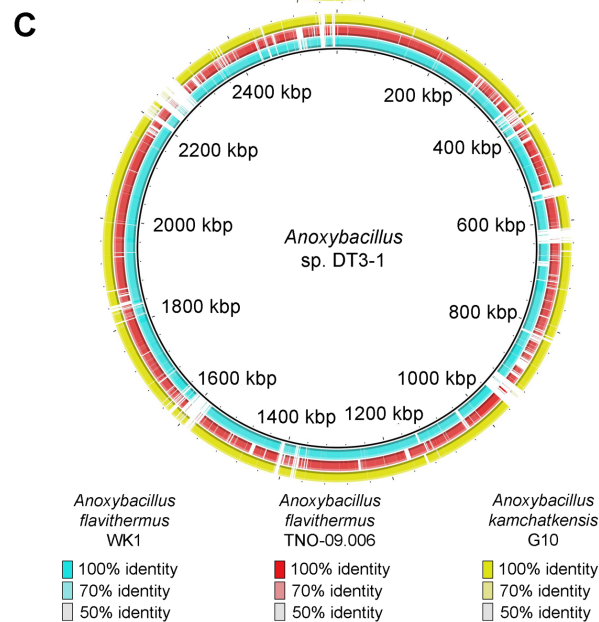 C
2400 kbp
200 kbp
2200 kbp
400 kbp
2000 kbp
600 kbp
Anoxybacillus
sp. DT3-1
1800 kbp
800 kbp
1600 kbp
1000 kbp
1400 kbp
1200 kbp
Anoxybacillus
flavithermus
WK1
100% identity
70% identity
50% identity
Anoxybacillus
flavithermus
TNO-09.006
100% identity
70% identity
50% identity
Anoxybacillus
kamchatkensis
G10
100% identity
70% identity
50% identity